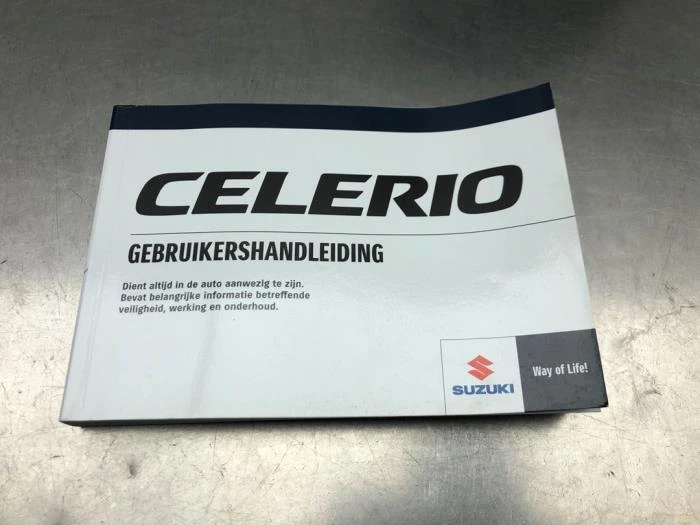 CELERIO
GEBRUIKERSHANDLEIDING
Dient altijd in de auto aanwezig te zijn.
Bevat belangrijke informatie betreffende
veiligheid, werking en onderhoud.
SUZUKI
Way of Life!